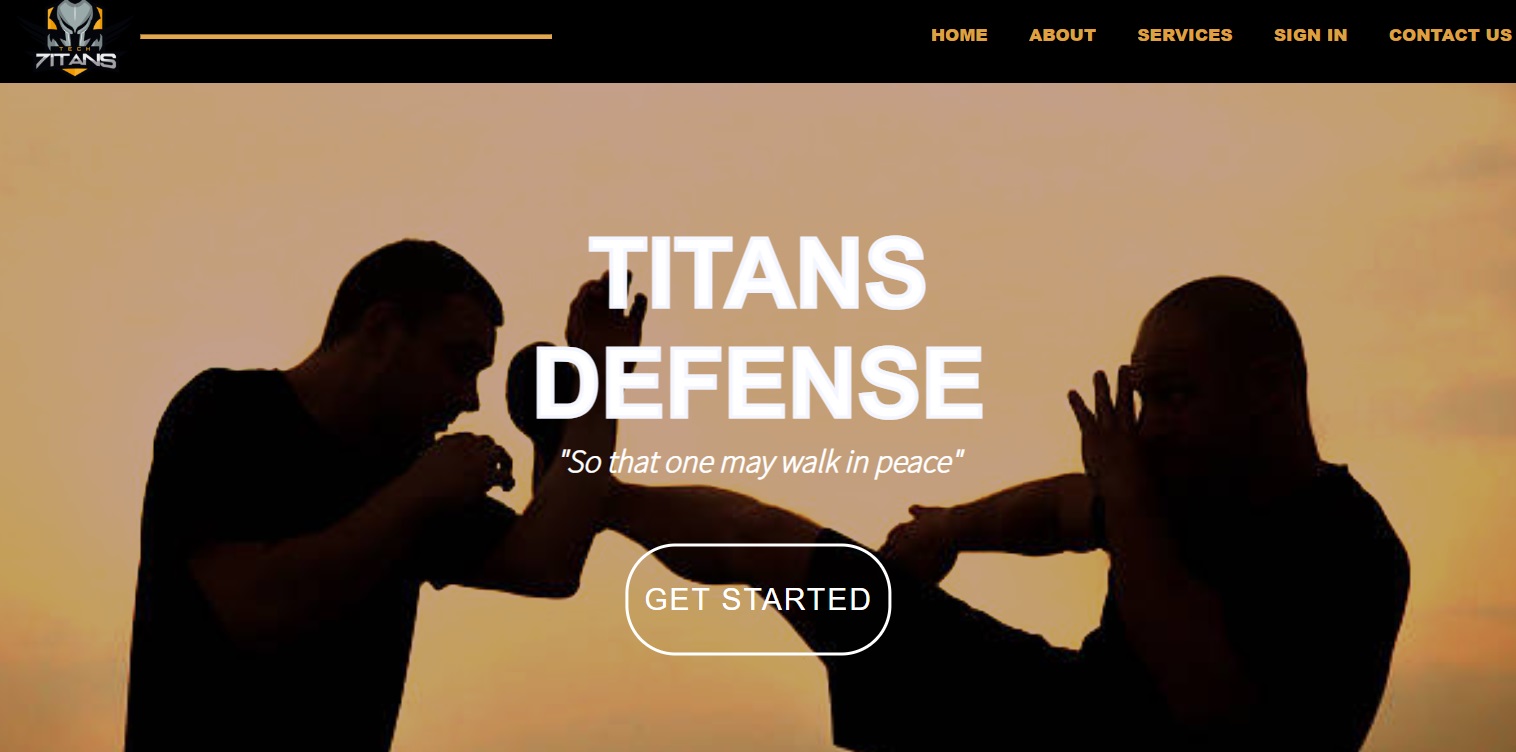 TECH
7ITANS
HOME ABOUT SERVICES SIGN IN CONTACT US
TITANS
DEFENSE
"So that one may walk in peace"
GET STARTED